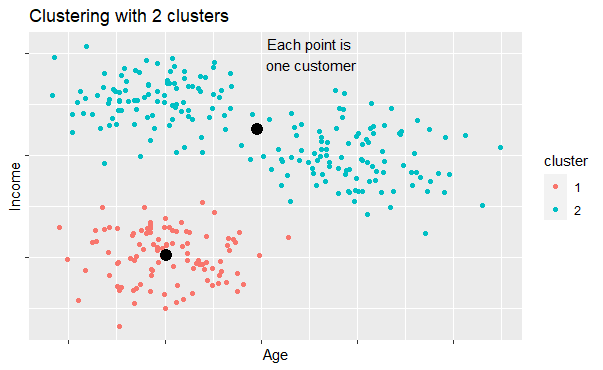 Clustering with 2 clusters
Each point is
one customer
Income
Age
cluster
1
2